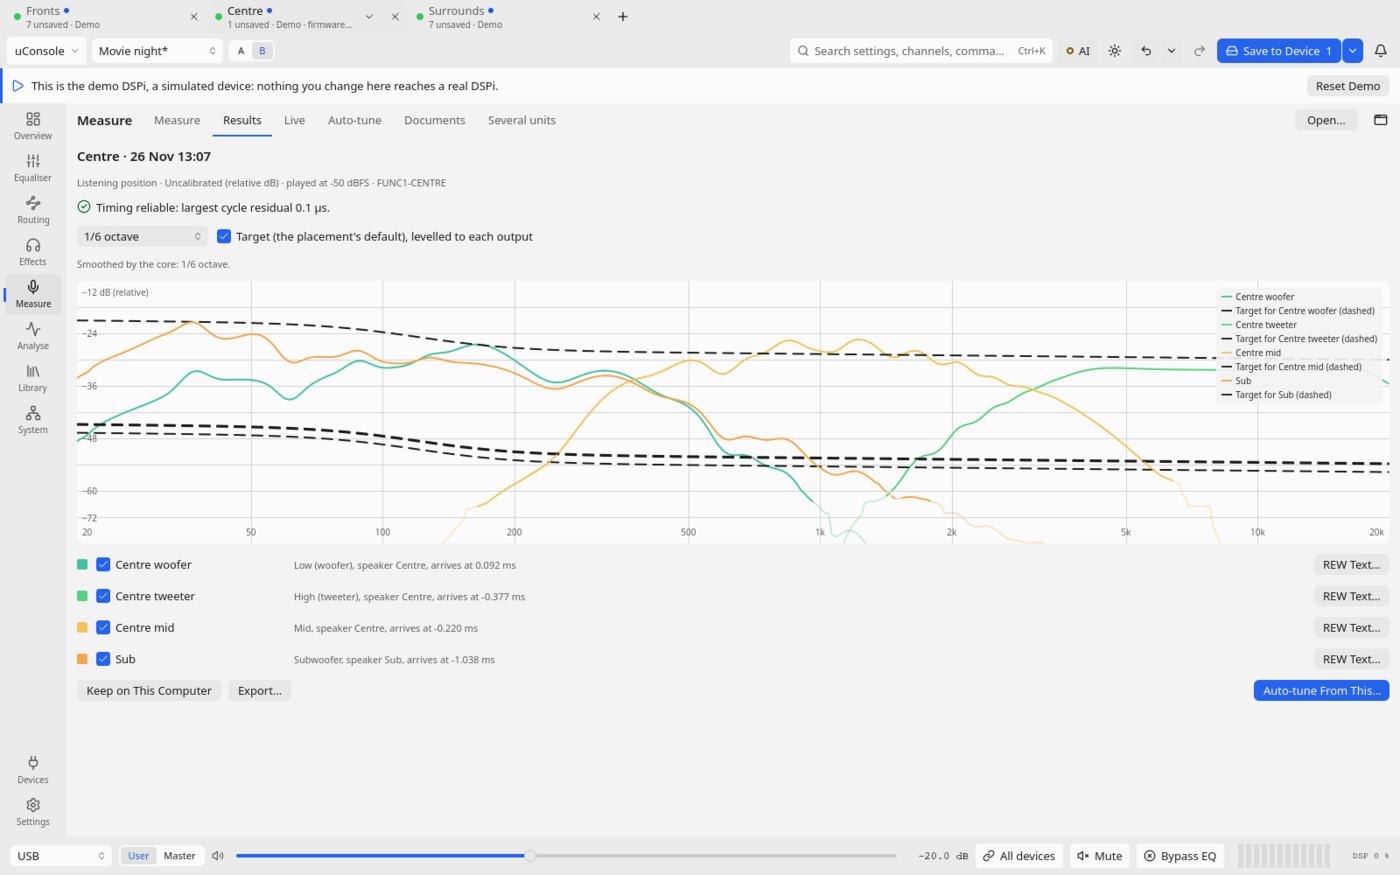 Fronts
7 unsaved · Demo
Centre
1 unsaved · Demo · firmware...
Surrounds
7 unsaved · Demo
uConsole
Movie night*
A B
Search settings, channels, comma... Ctrl+K
AI
Save to Device 1
This is the demo DSPi, a simulated device: nothing you change here reaches a real DSPi.
Reset Demo
Overview
Equaliser
Routing
Effects
Measure
Analyse
Library
System
Devices
Settings
Measure
Measure Results Live Auto-tune Documents Several units
Open...
Centre · 26 Nov 13:07
Listening position · Uncalibrated (relative dB) · played at -50 dBFS · FUNC1-CENTRE
Timing reliable: largest cycle residual 0.1 µs.
1/6 octave
Target (the placement's default), levelled to each output
Smoothed by the core: 1/6 octave.
−12 dB (relative)
−24
−36
−48
−60
−72
20 50 100 200 500 1k 2k 5k 10k 20k
Centre woofer
Target for Centre woofer (dashed)
Centre tweeter
Target for Centre tweeter (dashed)
Centre mid
Target for Centre mid (dashed)
Sub
Target for Sub (dashed)
Centre woofer Low (woofer), speaker Centre, arrives at 0.092 ms REW Text...
Centre tweeter High (tweeter), speaker Centre, arrives at -0.377 ms REW Text...
Centre mid Mid, speaker Centre, arrives at -0.220 ms REW Text...
Sub Subwoofer, speaker Sub, arrives at -1.038 ms REW Text...
Keep on This Computer Export... Auto-tune From This...
USB
User Master
−20.0 dB
All devices
Mute
Bypass EQ
DSP 0 %